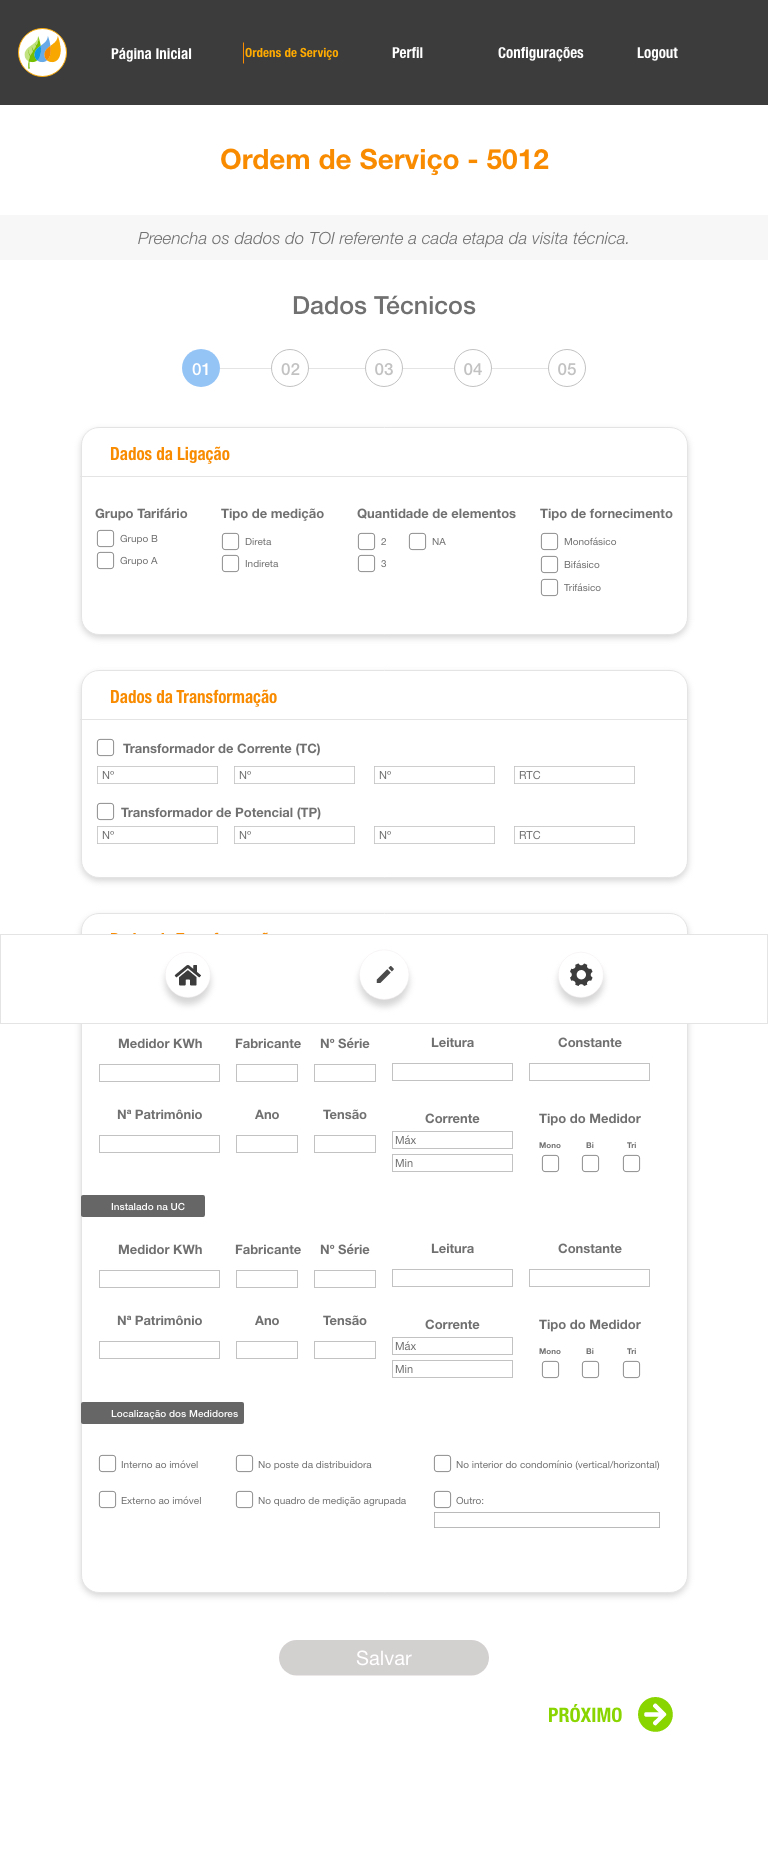 Página Inicial
Ordens de Serviço
Perfil
Configurações
Logout
Ordem de Serviço - 5012
Preencha os dados do TOI referente a cada etapa da visita técnica.
Dados Técnicos
01 02 03 04 05
Dados da Ligação
Grupo Tarifário Tipo de medição Quantidade de elementos Tipo de fornecimento
Grupo B Direta 2 NA Monofásico
Grupo A Indireta 3 Bifásico
Trifásico
Dados da Transformação
Transformador de Corrente (TC)
Nº Nº Nº RTC
Transformador de Potencial (TP)
Nº Nº Nº RTC
Medidor KWh Fabricante Nº Série Leitura Constante
Nª Patrimônio Ano Tensão Corrente Tipo do Medidor
Máx Mono Bi Tri
Min
Instalado na UC
Medidor KWh Fabricante Nº Série Leitura Constante
Nª Patrimônio Ano Tensão Corrente Tipo do Medidor
Máx Mono Bi Tri
Min
Localização dos Medidores
Interno ao imóvel No poste da distribuidora No interior do condomínio (vertical/horizontal)
Externo ao imóvel No quadro de medição agrupada Outro:
Salvar
PRÓXIMO